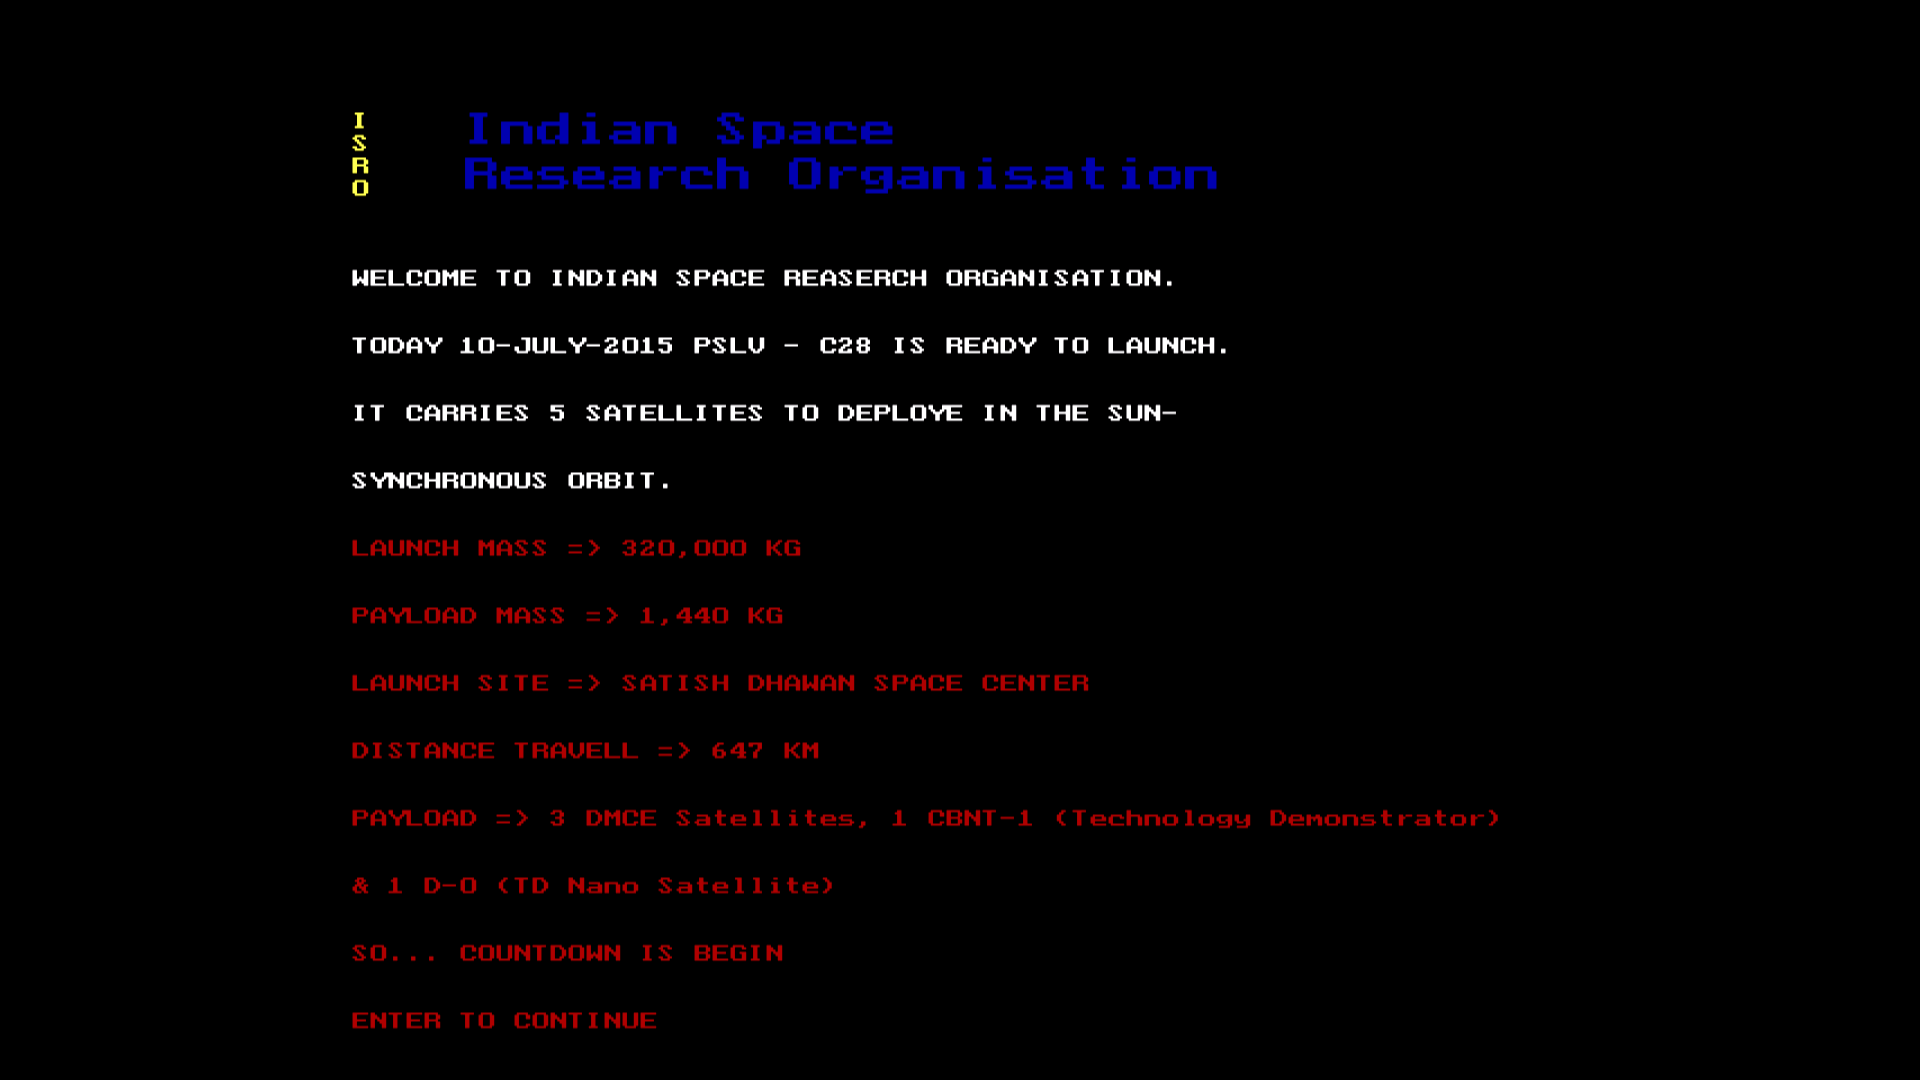 I
S
R
O
Indian Space
Research Organisation
WELCOME TO INDIAN SPACE REASERCH ORGANISATION.
TODAY 10-JULY-2015 PSLV - C28 IS READY TO LAUNCH.
IT CARRIES 5 SATELLITES TO DEPLOYE IN THE SUN-
SYNCHRONOUS ORBIT.
LAUNCH MASS => 320,000 KG
PAYLOAD MASS => 1,440 KG
LAUNCH SITE => SATISH DHAWAN SPACE CENTER
DISTANCE TRAVELL => 647 KM
PAYLOAD => 3 DMCE Satellites, 1 CBNT-1 (Technology Demonstrator)
& 1 D-O (TD Nano Satellite)
SO... COUNTDOWN IS BEGIN
ENTER TO CONTINUE